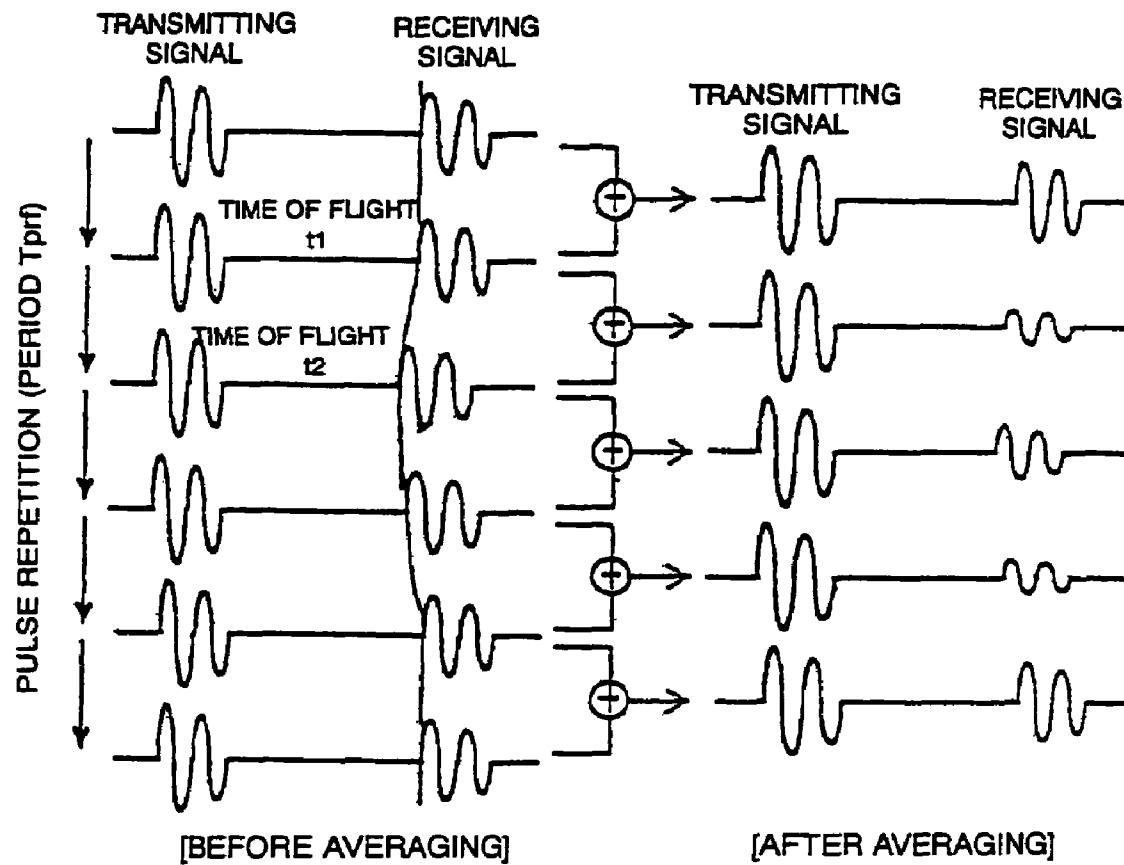 TRANSMITTING
SIGNAL
RECEIVING
SIGNAL
TRANSMITTING
SIGNAL
RECEIVING
SIGNAL
TIME OF FLIGHT
t1
TIME OF FLIGHT
t2
PULSE REPETITION (PERIOD Tprf)
[BEFORE AVERAGING]
[AFTER AVERAGING]